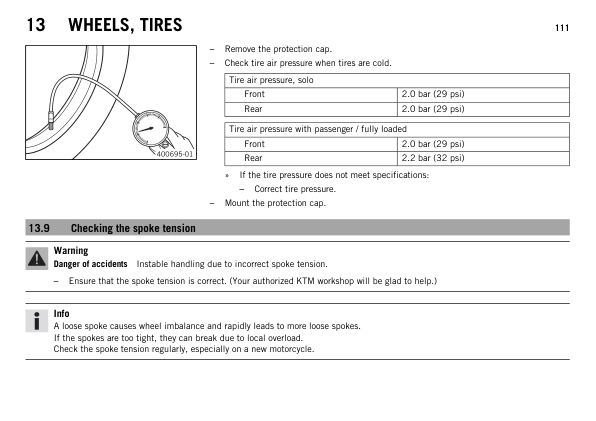 13 WHEELS, TIRES 111
– Remove the protection cap.
– Check tire air pressure when tires are cold.
Tire air pressure, solo
Front 2.0 bar (29 psi)
Rear 2.0 bar (29 psi)
Tire air pressure with passenger / fully loaded
Front 2.0 bar (29 psi)
Rear 2.2 bar (32 psi)
400695-01
» If the tire pressure does not meet specifications:
– Correct tire pressure.
– Mount the protection cap.
13.9 Checking the spoke tension
Warning
Danger of accidents Instable handling due to incorrect spoke tension.
– Ensure that the spoke tension is correct. (Your authorized KTM workshop will be glad to help.)
Info
A loose spoke causes wheel imbalance and rapidly leads to more loose spokes.
If the spokes are too tight, they can break due to local overload.
Check the spoke tension regularly, especially on a new motorcycle.